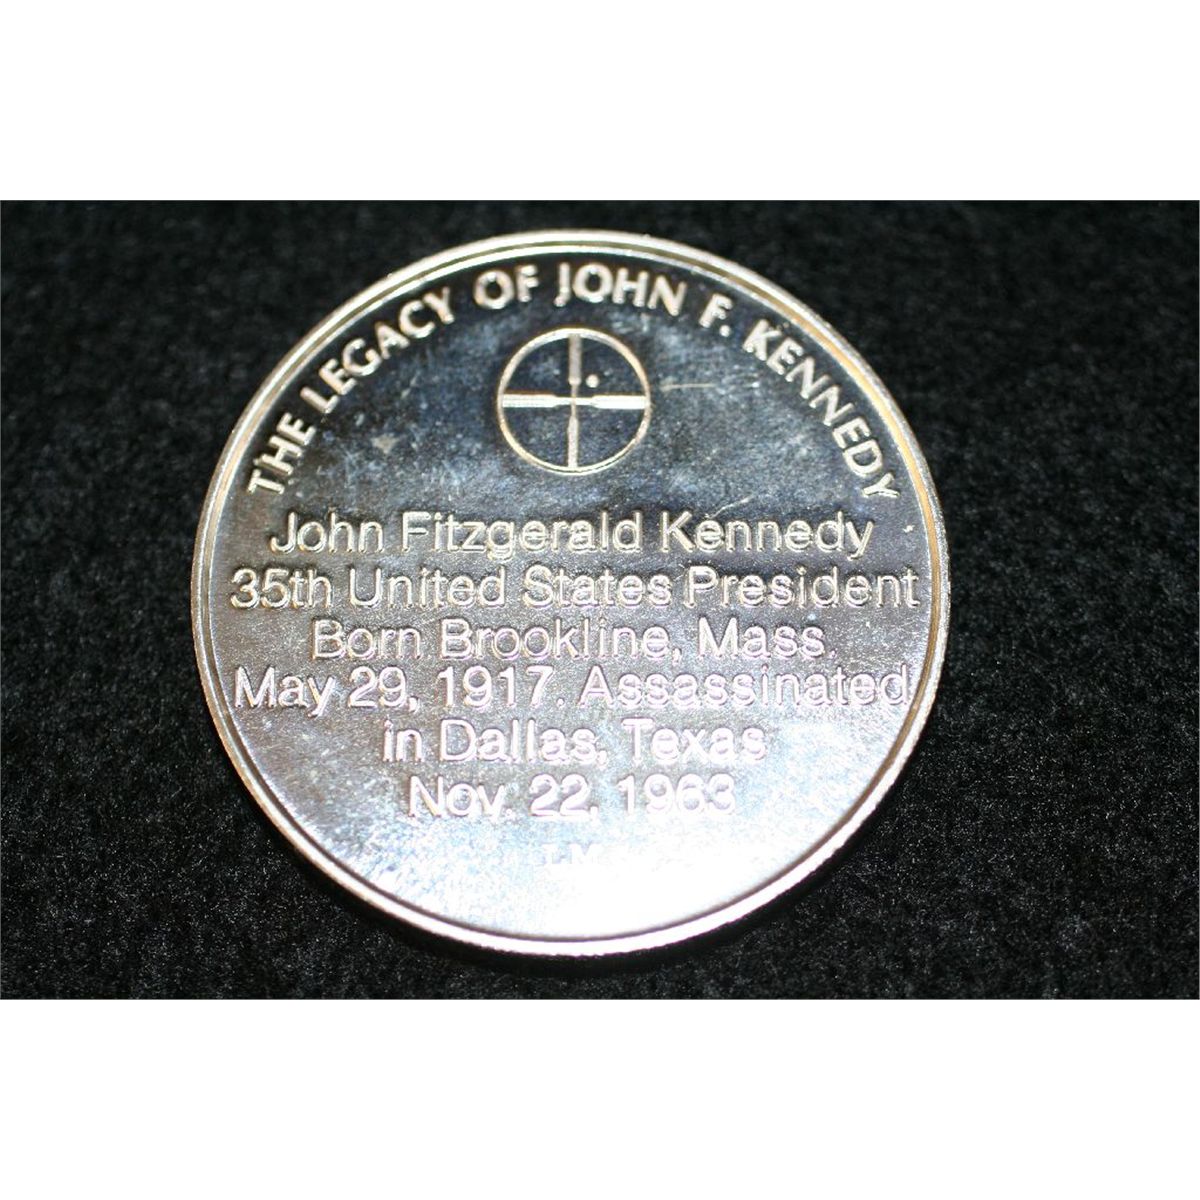 THE LEGACY OF JOHN F. KENNEDY
John Fitzgerald Kennedy
35th United States President
Born Brookline, Mass.
May 29, 1917. Assassinated
in Dallas, Texas
Nov. 22, 1963